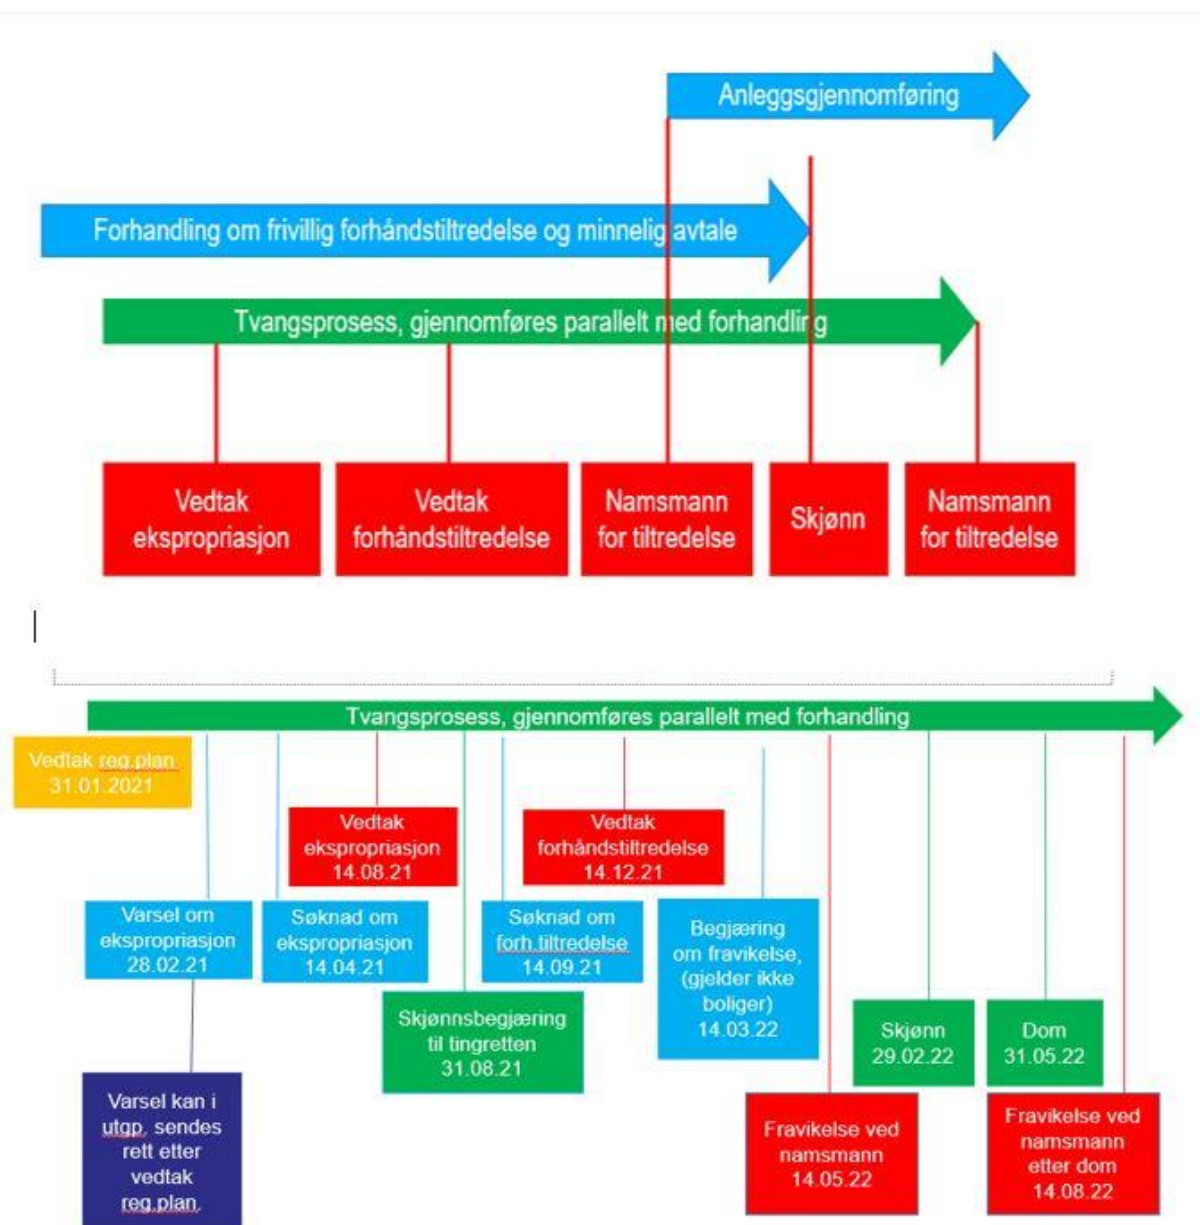 Anleggsgjennomføring
Forhandling om frivillig forhåndstiltredelse og minnelig avtale
Tvangsprosess, gjennomføres parallelt med forhandling
Vedtak
ekspropriasjon
Vedtak
forhåndstiltredelse
Namsmann
for tiltredelse
Skjønn
Namsmann
for tiltredelse
Tvangsprosess, gjennomføres parallelt med forhandling
Vedtak reg.plan
31.01.2021
Vedtak
ekspropriasjon
14.08.21
Vedtak
forhåndstiltredelse
14.12.21
Varsel om
ekspropriasjon
28.02.21
Søknad om
ekspropriasjon
14.04.21
Søknad om
forh.tiltredelse
14.09.21
Begjæring
om fravikelse,
(gjelder ikke
boliger)
14.03.22
Skjønnsbegjæring
til tingretten
31.08.21
Skjønn
29.02.22
Dom
31.05.22
Varsel kan i
utgp. sendes
rett etter
vedtak
reg.plan.
Fravikelse ved
namsmann
14.05.22
Fravikelse ved
namsmann
etter dom
14.08.22